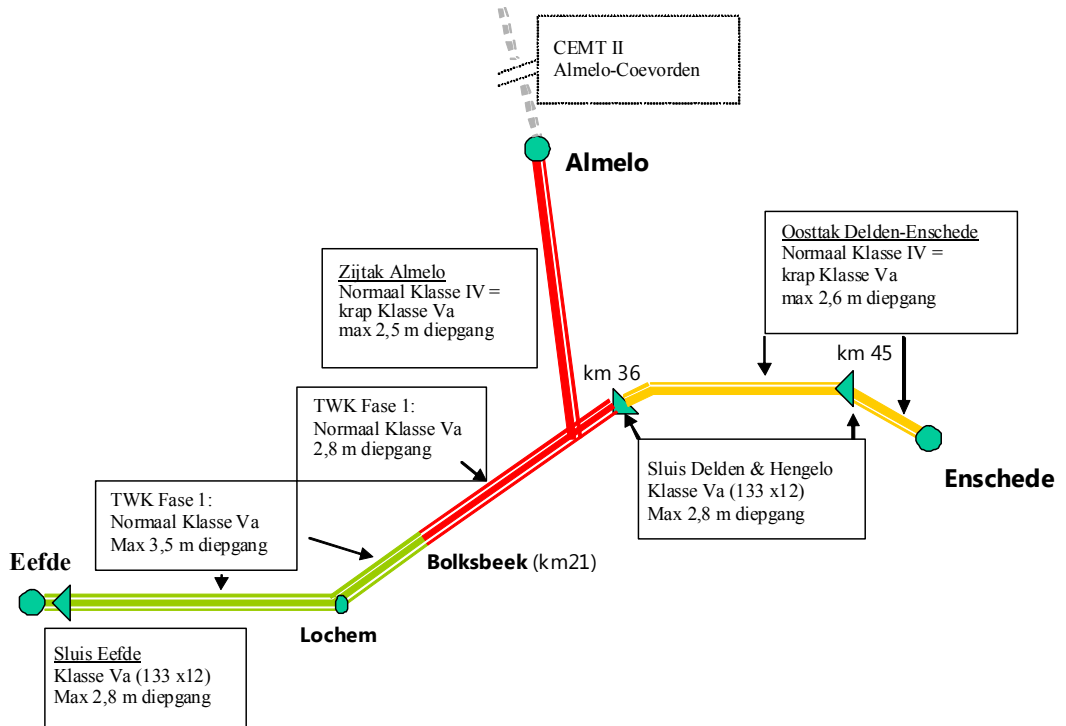 CEMT II
Almelo-Coevorden
Almelo
Oosttak Delden-Enschede
Normaal Klasse IV =
krap Klasse Va
max 2,6 m diepgang
Zijtak Almelo
Normaal Klasse IV =
krap Klasse Va
max 2,5 m diepgang
km 36
km 45
TWK Fase 1:
Normaal Klasse Va
2,8 m diepgang
Sluis Delden & Hengelo
Klasse Va (133 x12)
Max 2,8 m diepgang
Enschede
TWK Fase 1:
Normaal Klasse Va
Max 3,5 m diepgang
Eefde
Bolksbeek (km21)
Lochem
Sluis Eefde
Klasse Va (133 x12)
Max 2,8 m diepgang